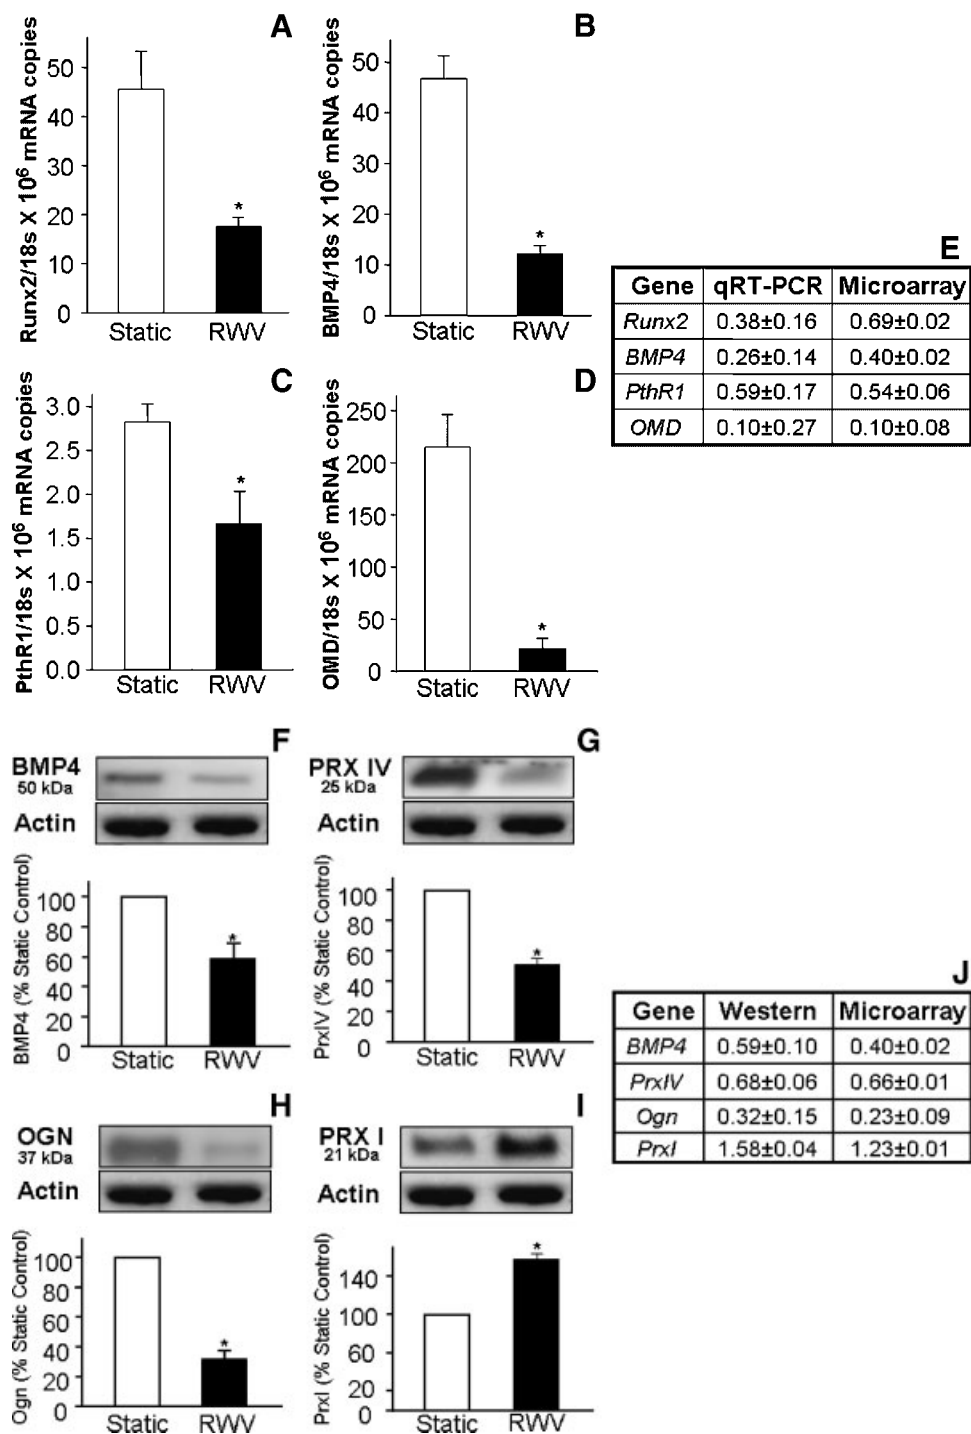 A
Runx2/18s X 10⁶ mRNA copies
50
40
30
20
10
0
*
Static RWV
B
BMP4/18s X 10⁶ mRNA copies
50
40
30
20
10
0
*
Static RWV
C
PthR1/18s X 10⁶ mRNA copies
3.0
2.5
2.0
1.5
1.0
0.5
0.0
*
Static RWV
D
OMD/18s X 10⁶ mRNA copies
250
200
150
100
50
0
*
Static RWV
E
Gene qRT-PCR Microarray
Runx2 0.38±0.16 0.69±0.02
BMP4 0.26±0.14 0.40±0.02
PthR1 0.59±0.17 0.54±0.06
OMD 0.10±0.27 0.10±0.08
F
BMP4
50 kDa
Actin
BMP4 (% Static Control)
100
80
60
40
20
0
*
Static RWV
G
PRX IV
25 kDa
Actin
PrxIV (% Static Control)
100
80
60
40
20
0
*
Static RWV
H
OGN
37 kDa
Actin
Ogn (% Static Control)
100
80
60
40
20
0
*
Static RWV
I
PRX I
21 kDa
Actin
PrxI (% Static Control)
140
100
60
20
0
*
Static RWV
J
Gene Western Microarray
BMP4 0.59±0.10 0.40±0.02
PrxIV 0.68±0.06 0.66±0.01
Ogn 0.32±0.15 0.23±0.09
PrxI 1.58±0.04 1.23±0.01